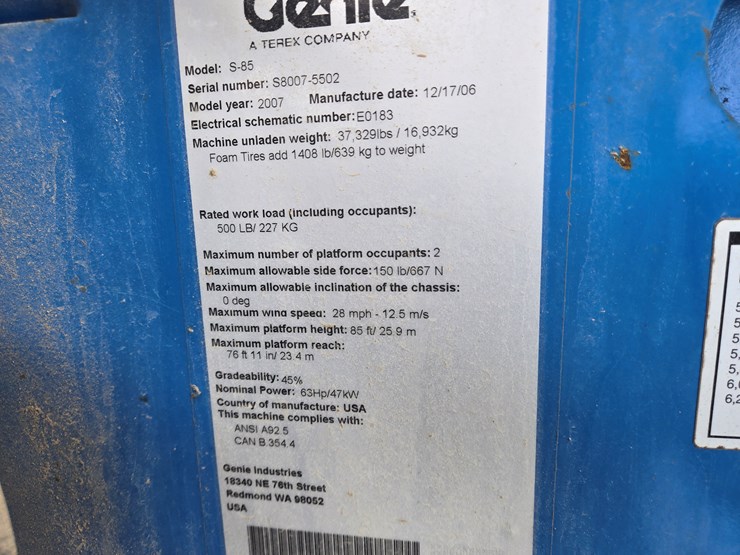 Genie
A TEREX COMPANY
Model: S-85
Serial number: S8007-5502
Model year: 2007 Manufacture date: 12/17/06
Electrical schematic number: E0183
Machine unladen weight: 37,329lbs / 16,932kg
Foam Tires add 1408 lb/639 kg to weight
Rated work load (including occupants):
500 LB/ 227 KG
Maximum number of platform occupants: 2
Maximum allowable side force: 150 lb/667 N
Maximum allowable inclination of the chassis:
0 deg
Maximum wind speed: 28 mph - 12.5 m/s
Maximum platform height: 85 ft/ 25.9 m
Maximum platform reach:
76 ft 11 in/ 23.4 m
Gradeability: 45%
Nominal Power: 63Hp/47kW
Country of manufacture: USA
This machine complies with:
ANSI A92.5
CAN B.354.4
Genie Industries
18340 NE 76th Street
Redmond WA 98052
USA